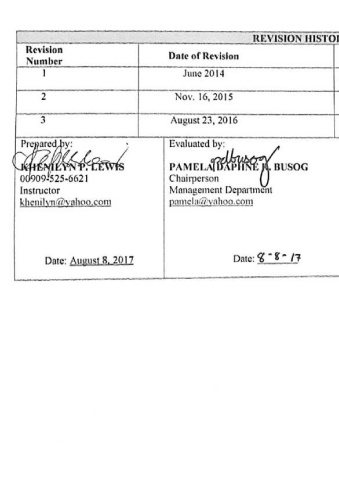 REVISION HISTO
Revision Number
Date of Revision
1
June 2014
2
Nov. 16, 2015
3
August 23, 2016
Prepared by:
KHENILYN P. LEWIS
00909-525-6621
Instructor
khenilyn@yahoo.com
Date: August 8, 2017
Evaluated by:
PAMELA DAPHNE R. BUSOG
Chairperson
Management Department
pamela@yahoo.com
Date: 8-8-17